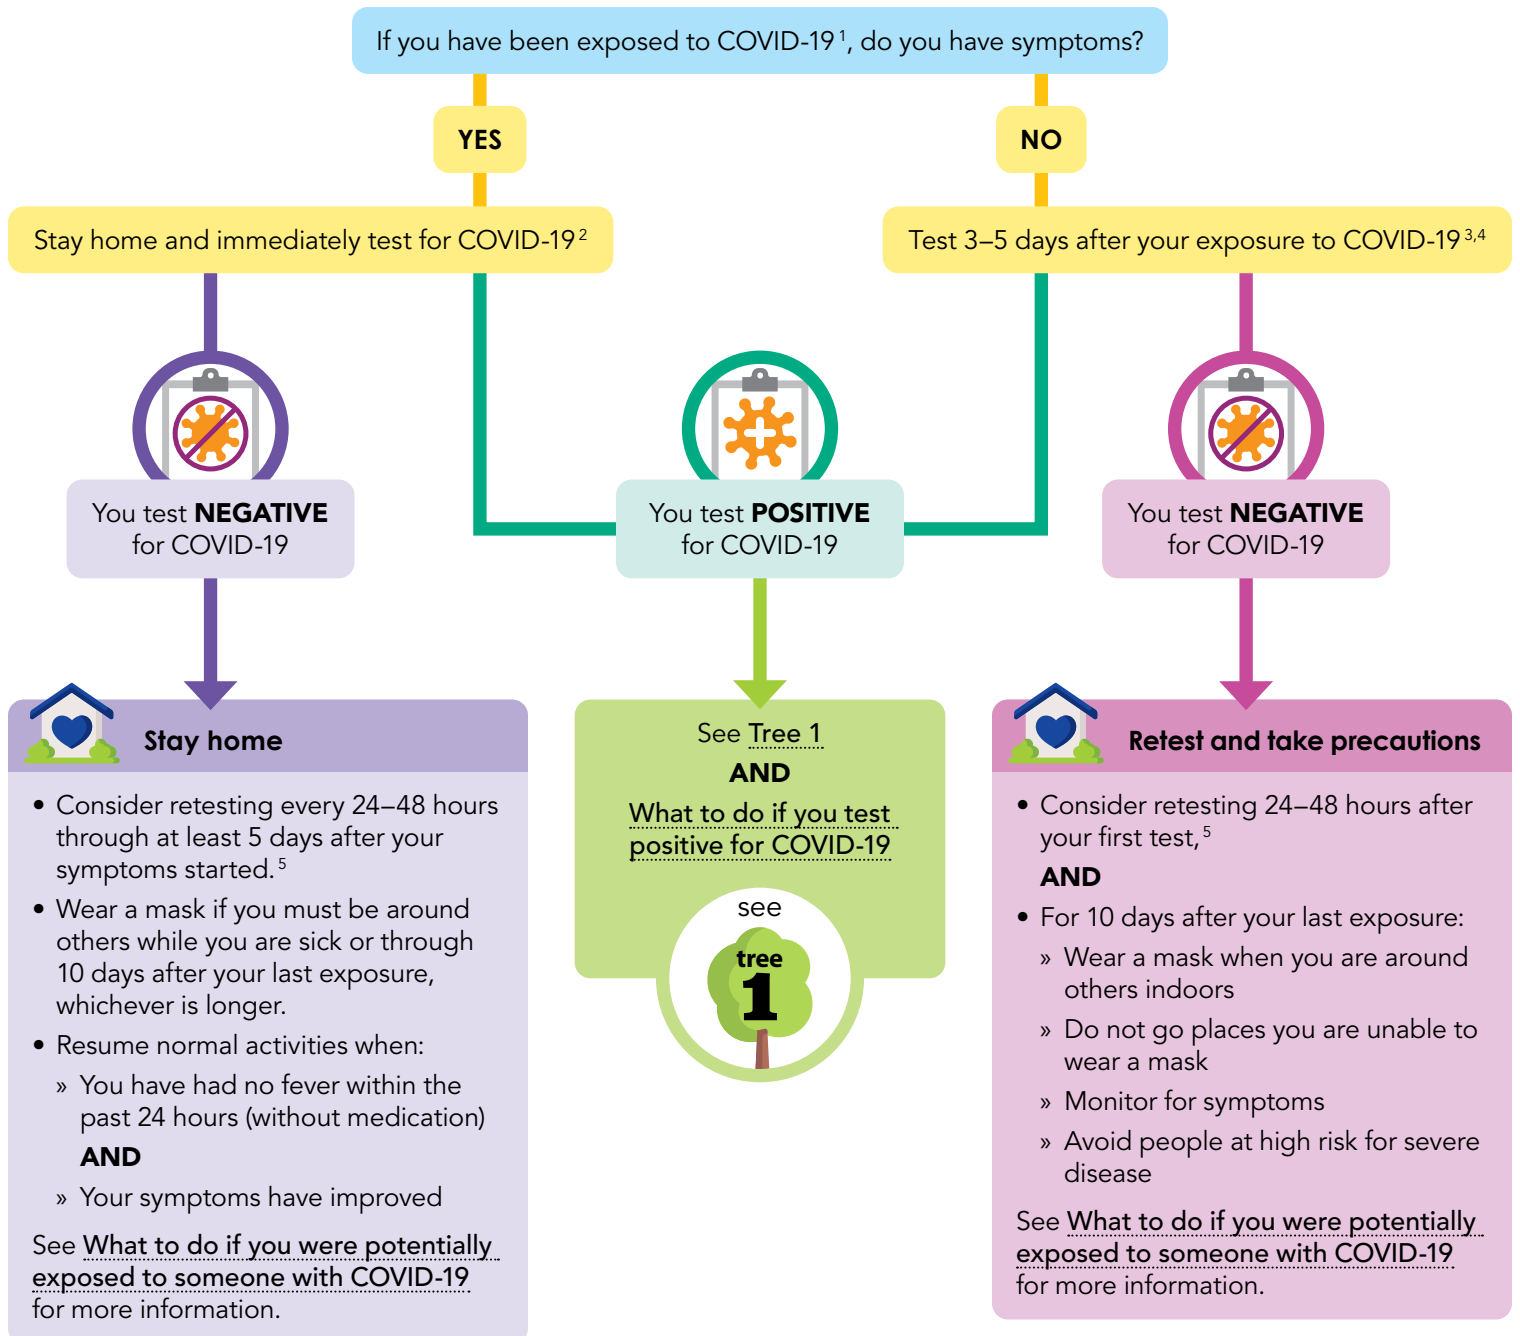 If you have been exposed to COVID-19¹, do you have symptoms?
YES
NO
Stay home and immediately test for COVID-19²
Test 3–5 days after your exposure to COVID-19³,⁴
You test NEGATIVE
for COVID-19
You test POSITIVE
for COVID-19
You test NEGATIVE
for COVID-19
Stay home
• Consider retesting every 24–48 hours
through at least 5 days after your
symptoms started.⁵
• Wear a mask if you must be around
others while you are sick or through
10 days after your last exposure,
whichever is longer.
• Resume normal activities when:
» You have had no fever within the
past 24 hours (without medication)
AND
» Your symptoms have improved
See What to do if you were potentially
exposed to someone with COVID-19
for more information.
See Tree 1
AND
What to do if you test
positive for COVID-19
see
tree
1
Retest and take precautions
• Consider retesting 24–48 hours after
your first test,⁵
AND
• For 10 days after your last exposure:
» Wear a mask when you are around
others indoors
» Do not go places you are unable to
wear a mask
» Monitor for symptoms
» Avoid people at high risk for severe
disease
See What to do if you were potentially
exposed to someone with COVID-19
for more information.